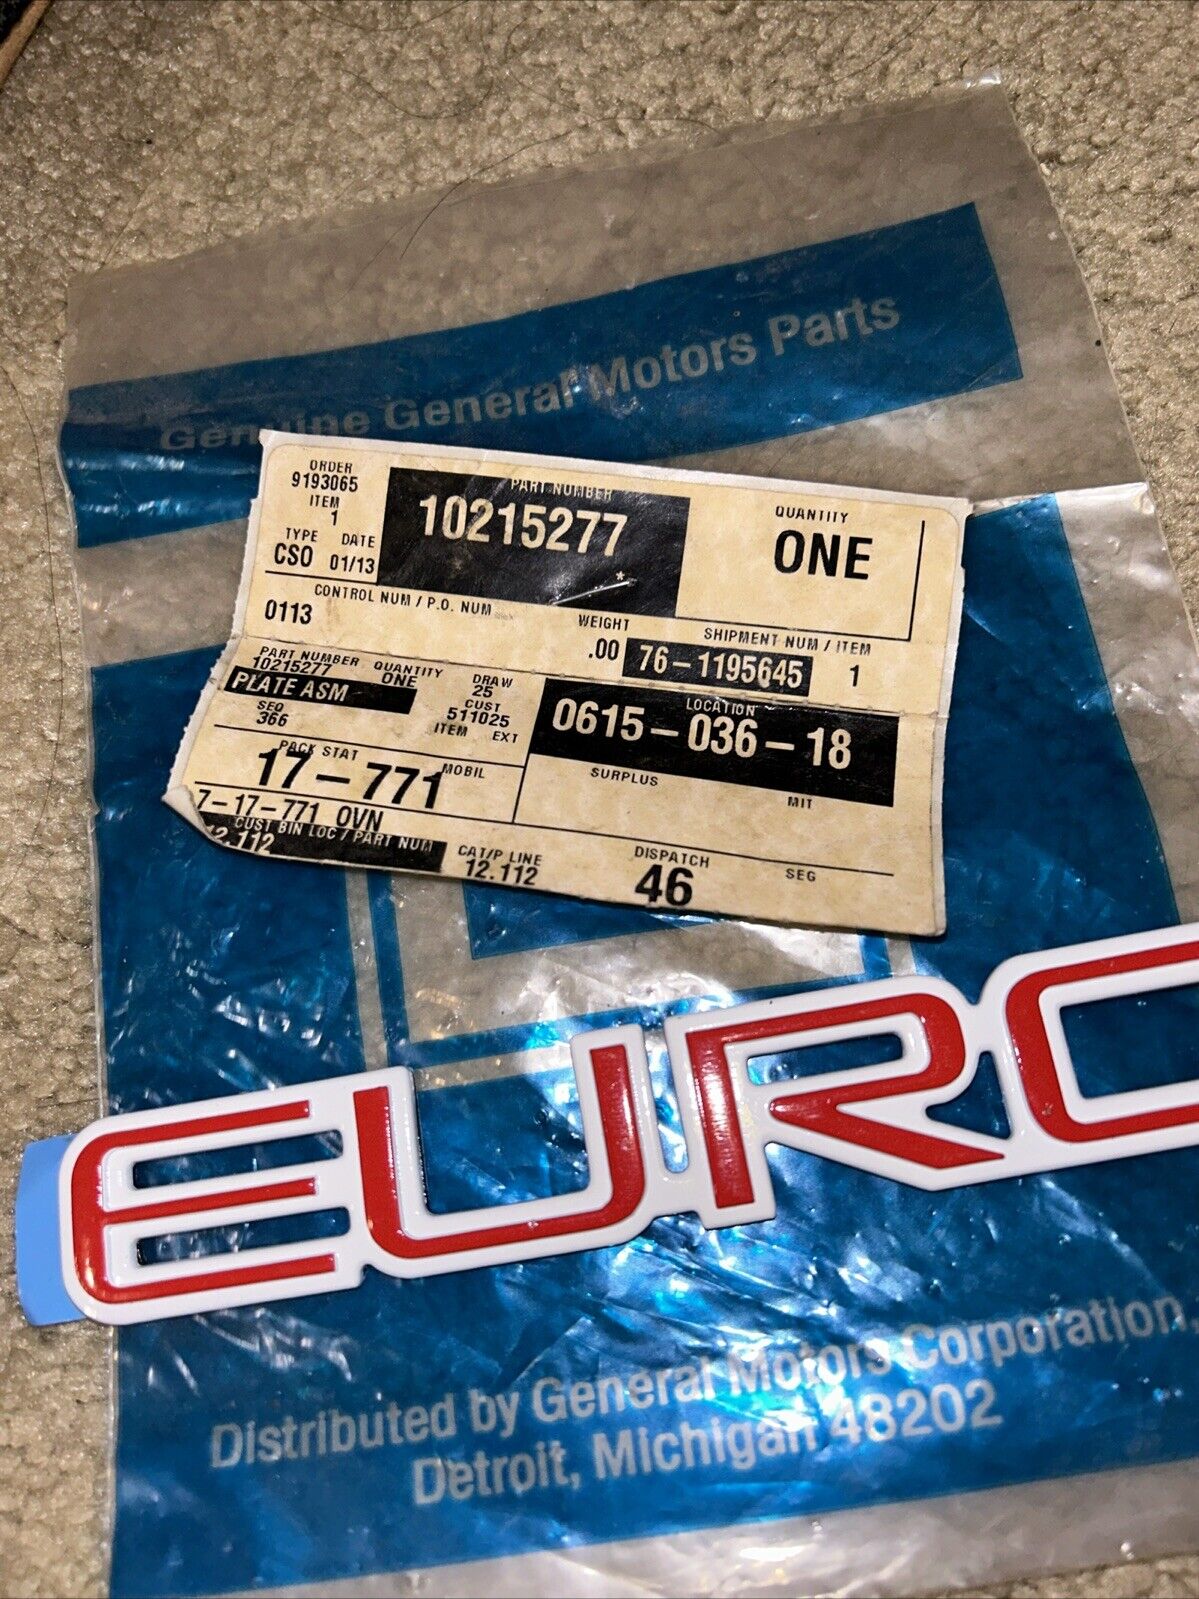 Genuine General Motors Parts
ORDER
9193065
ITEM
1
TYPE DATE
CSO 01/13
PART NUMBER
10215277
*
QUANTITY
ONE
CONTROL NUM / P.O. NUM
0113
WEIGHT
.00
SHIPMENT NUM / ITEM
76-1195645 1
PART NUMBER
10215277
QUANTITY
ONE
PLATE ASM
SEQ
366
DRAW
25
CUST
511025
ITEM EXT
LOCATION
0615-036-18
PACK STAT
17-771
MOBIL
SURPLUS
MIT
7-17-771 OVN
CUST BIN LOC / PART NUM
12.112
CAT/P LINE
12.112
DISPATCH
46
SEG
EURO
Distributed by General Motors Corporation,
Detroit, Michigan 48202